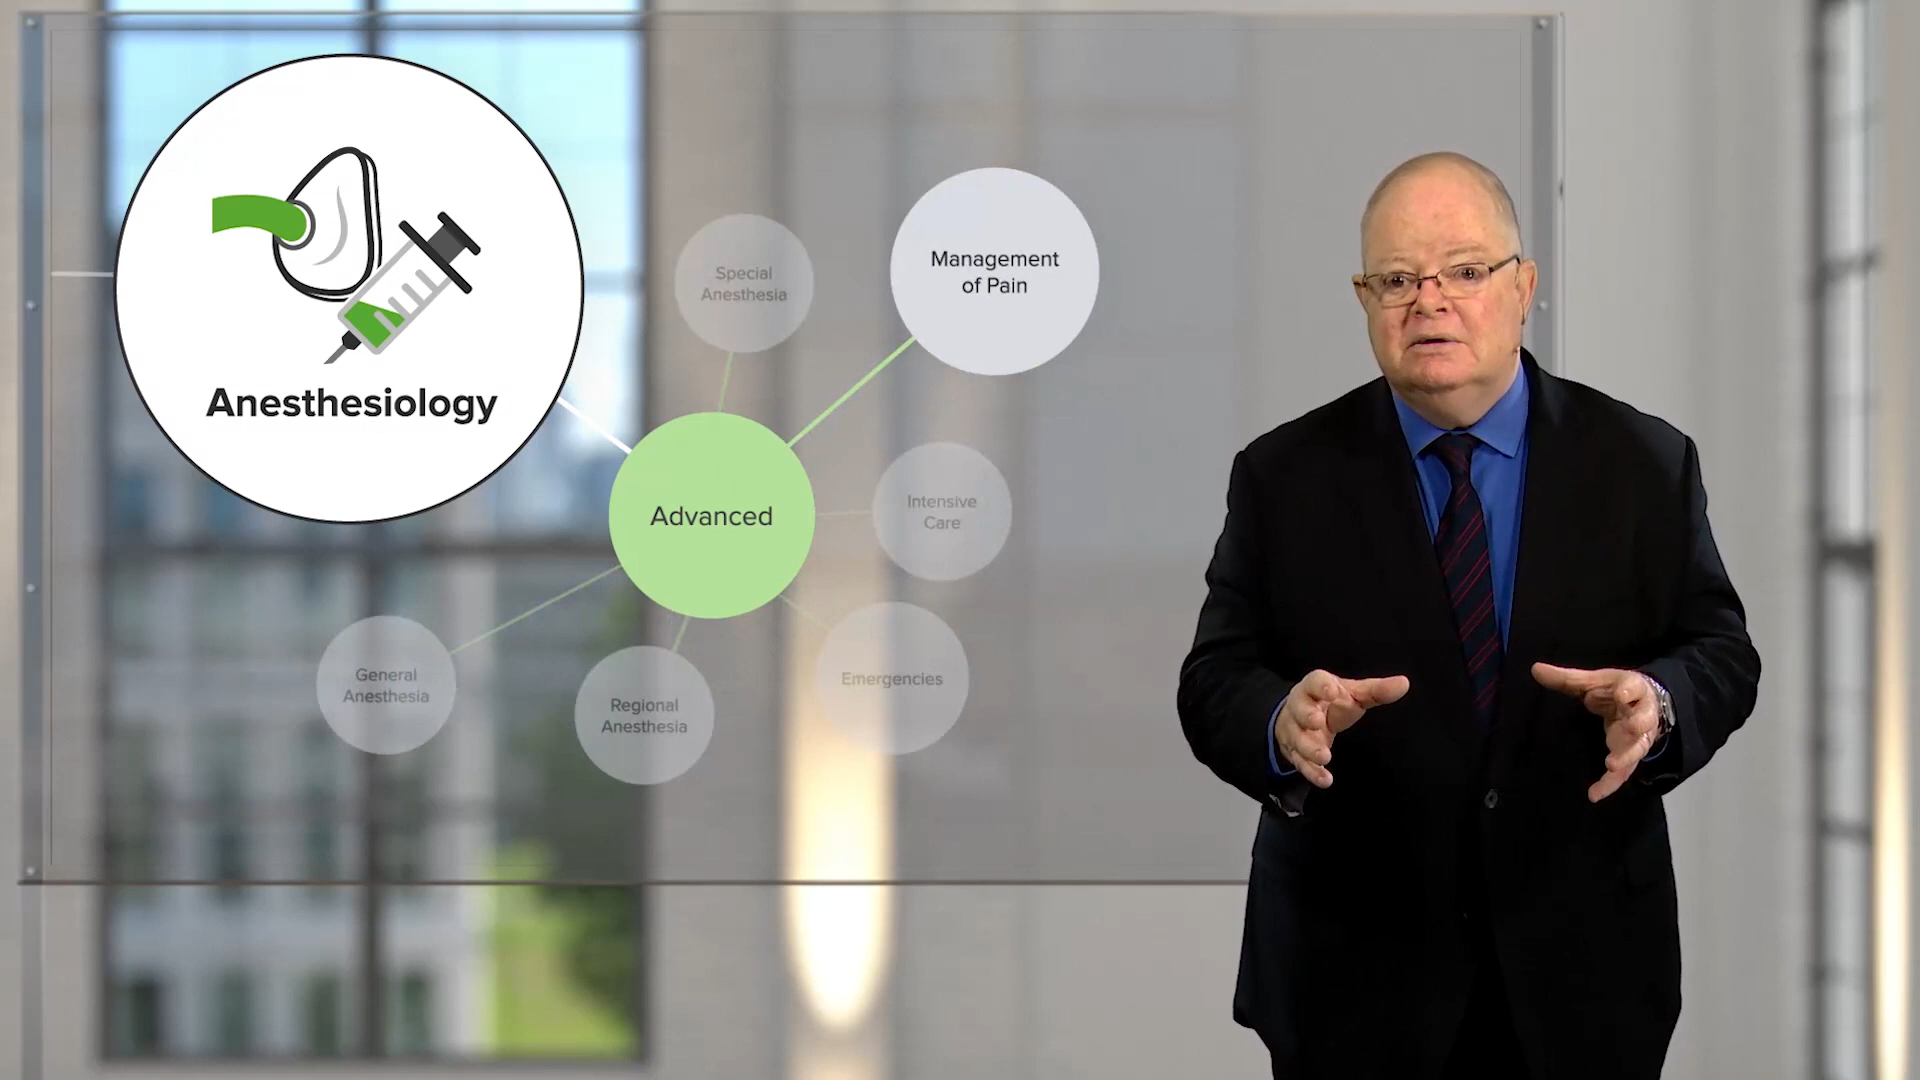 Anesthesiology
Special
Anesthesia
Management
of Pain
Advanced
Intensive
Care
General
Anesthesia
Regional
Anesthesia
Emergencies